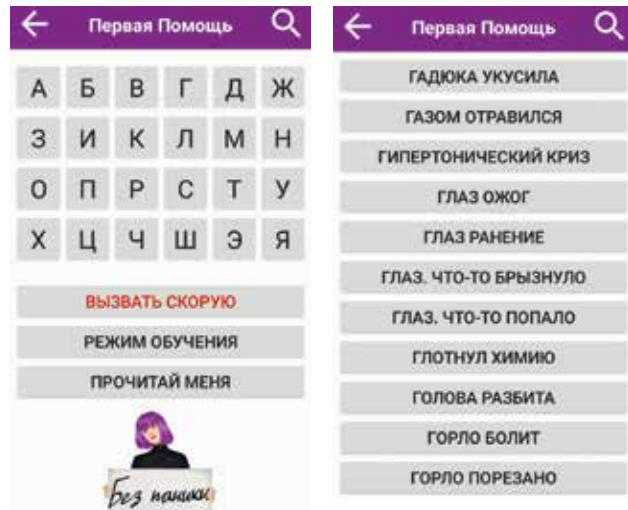 Первая Помощь
А Б В Г Д Ж
З И К Л М Н
О П Р С Т У
Х Ц Ч Ш Э Я
ВЫЗВАТЬ СКОРУЮ
РЕЖИМ ОБУЧЕНИЯ
ПРОЧИТАЙ МЕНЯ
Без паники
Первая Помощь
ГАДЮКА УКУСИЛА
ГАЗОМ ОТРАВИЛСЯ
ГИПЕРТОНИЧЕСКИЙ КРИЗ
ГЛАЗ ОЖОГ
ГЛАЗ РАНЕНИЕ
ГЛАЗ. ЧТО-ТО БРЫЗНУЛО
ГЛАЗ. ЧТО-ТО ПОПАЛО
ГЛОТНУЛ ХИМИЮ
ГОЛОВА РАЗБИТА
ГОРЛО БОЛИТ
ГОРЛО ПОРЕЗАНО